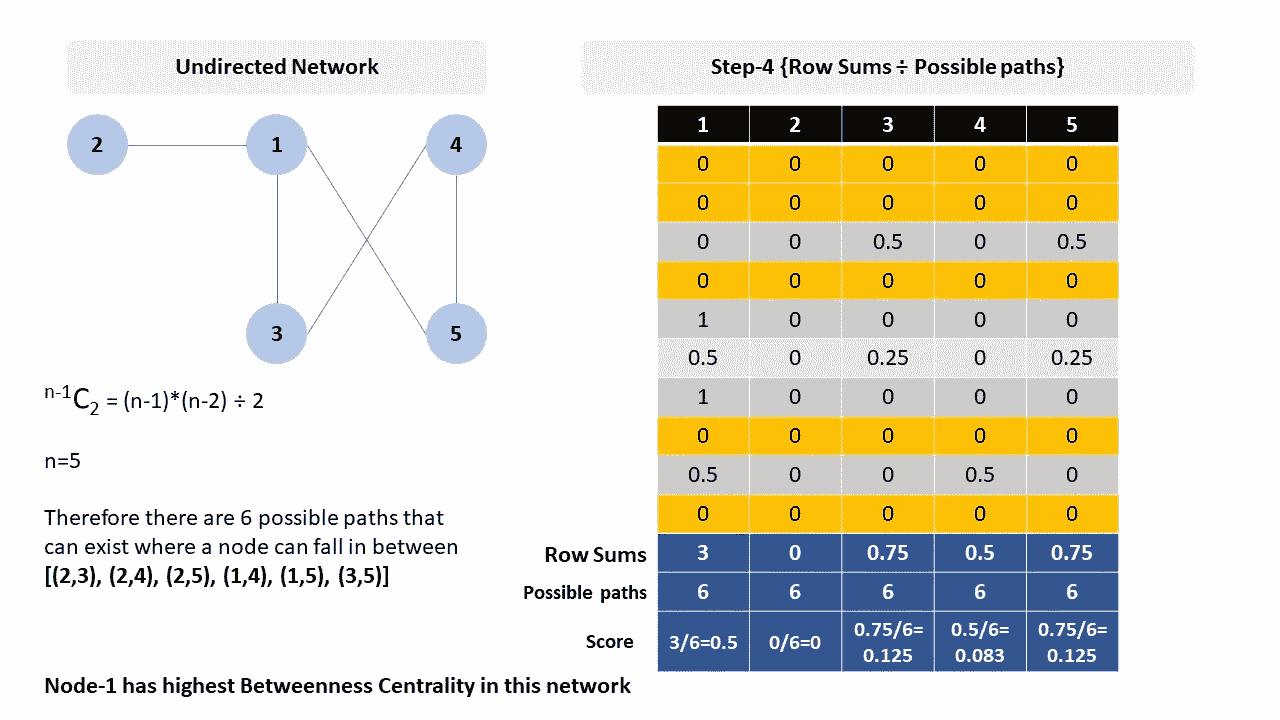 Undirected Network
2 1 4
3 5
n-1C2 = (n-1)*(n-2) ÷ 2
n=5
Therefore there are 6 possible paths that
can exist where a node can fall in between
[(2,3), (2,4), (2,5), (1,4), (1,5), (3,5)]
Step-4 {Row Sums ÷ Possible paths}
1 2 3 4 5
0 0 0 0 0
0 0 0 0 0
0 0 0.5 0 0.5
0 0 0 0 0
1 0 0 0 0
0.5 0 0.25 0 0.25
1 0 0 0 0
0 0 0 0 0
0.5 0 0 0.5 0
0 0 0 0 0
Row Sums 3 0 0.75 0.5 0.75
Possible paths 6 6 6 6 6
Score 3/6=0.5 0/6=0 0.75/6= 0.5/6= 0.75/6=
0.125 0.083 0.125
Node-1 has highest Betweenness Centrality in this network